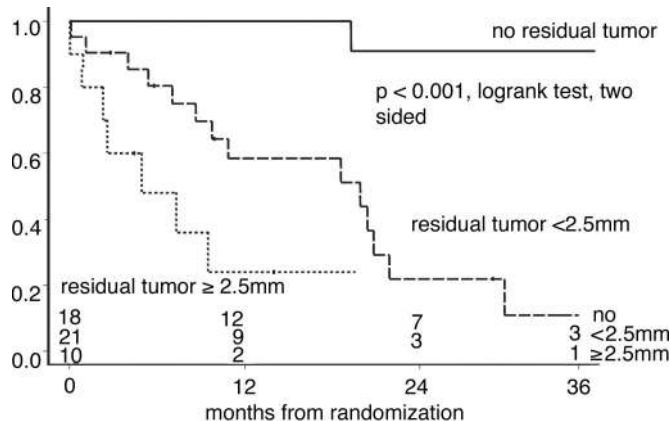 1.0
no residual tumor
p < 0.001, logrank test, two
sided
0.8
0.6
0.4
residual tumor <2.5mm
residual tumor ≥ 2.5mm
0.2
18 12 7 no
21 9 3 3 <2.5mm
10 2 1 ≥2.5mm
0.0
0 12 24 36
months from randomization